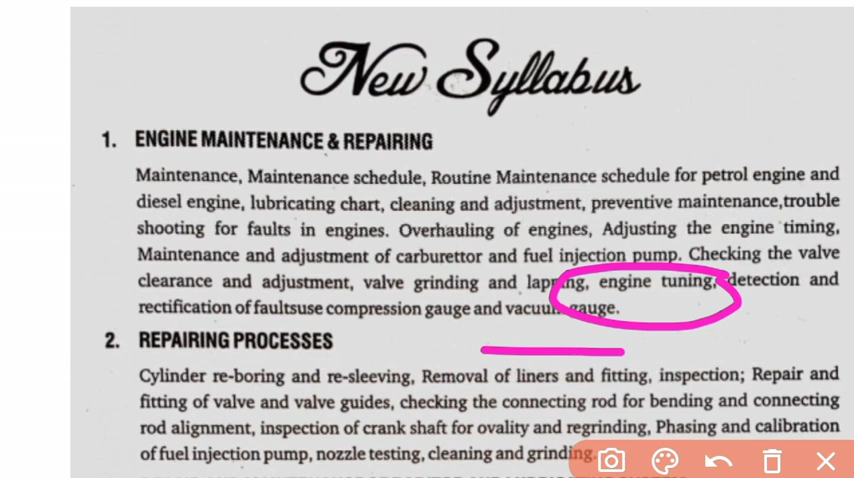 New Syllabus
1. ENGINE MAINTENANCE & REPAIRING
Maintenance, Maintenance schedule, Routine Maintenance schedule for petrol engine and
diesel engine, lubricating chart, cleaning and adjustment, preventive maintenance,trouble
shooting for faults in engines. Overhauling of engines, Adjusting the engine timing,
Maintenance and adjustment of carburettor and fuel injection pump. Checking the valve
clearance and adjustment, valve grinding and lapping, engine tuning, detection and
rectification of faultsuse compression gauge and vacuum gauge.
2. REPAIRING PROCESSES
Cylinder re-boring and re-sleeving, Removal of liners and fitting, inspection; Repair and
fitting of valve and valve guides, checking the connecting rod for bending and connecting
rod alignment, inspection of crank shaft for ovality and regrinding, Phasing and calibration
of fuel injection pump, nozzle testing, cleaning and grinding.